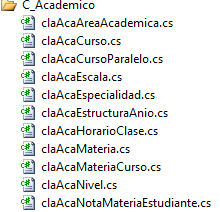 C_Academico
claAcaAreaAcademica.cs
claAcaCurso.cs
claAcaCursoParalelo.cs
claAcaEscala.cs
claAcaEspecialidad.cs
claAcaEstructuraAnio.cs
claAcaHorarioClase.cs
claAcaMateria.cs
claAcaMateriaCurso.cs
claAcaNivel.cs
claAcaNotaMateriaEstudiante.cs